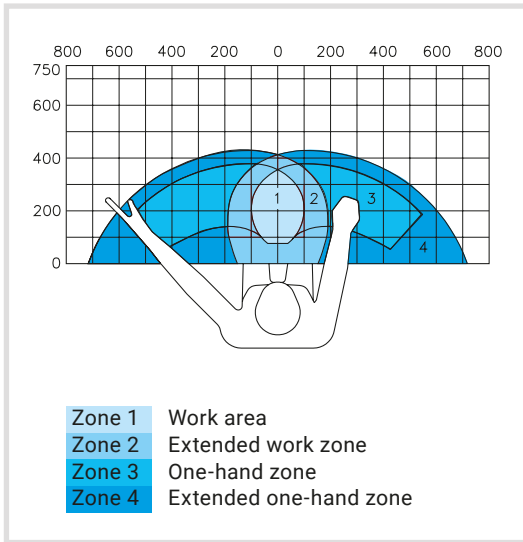 800 600 400 200 0 200 400 600 800
750
600
400
200
0
1 2 3
4
Zone 1 Work area
Zone 2 Extended work zone
Zone 3 One-hand zone
Zone 4 Extended one-hand zone